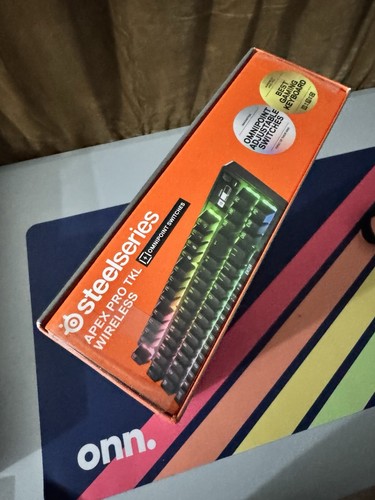 BEST
GAMING
KEYBOARD
OMNIPOINT
ADJUSTABLE
SWITCHES
steelseries
APEX PRO TKL
WIRELESS
OMNIPOINT SWITCHES
onn.